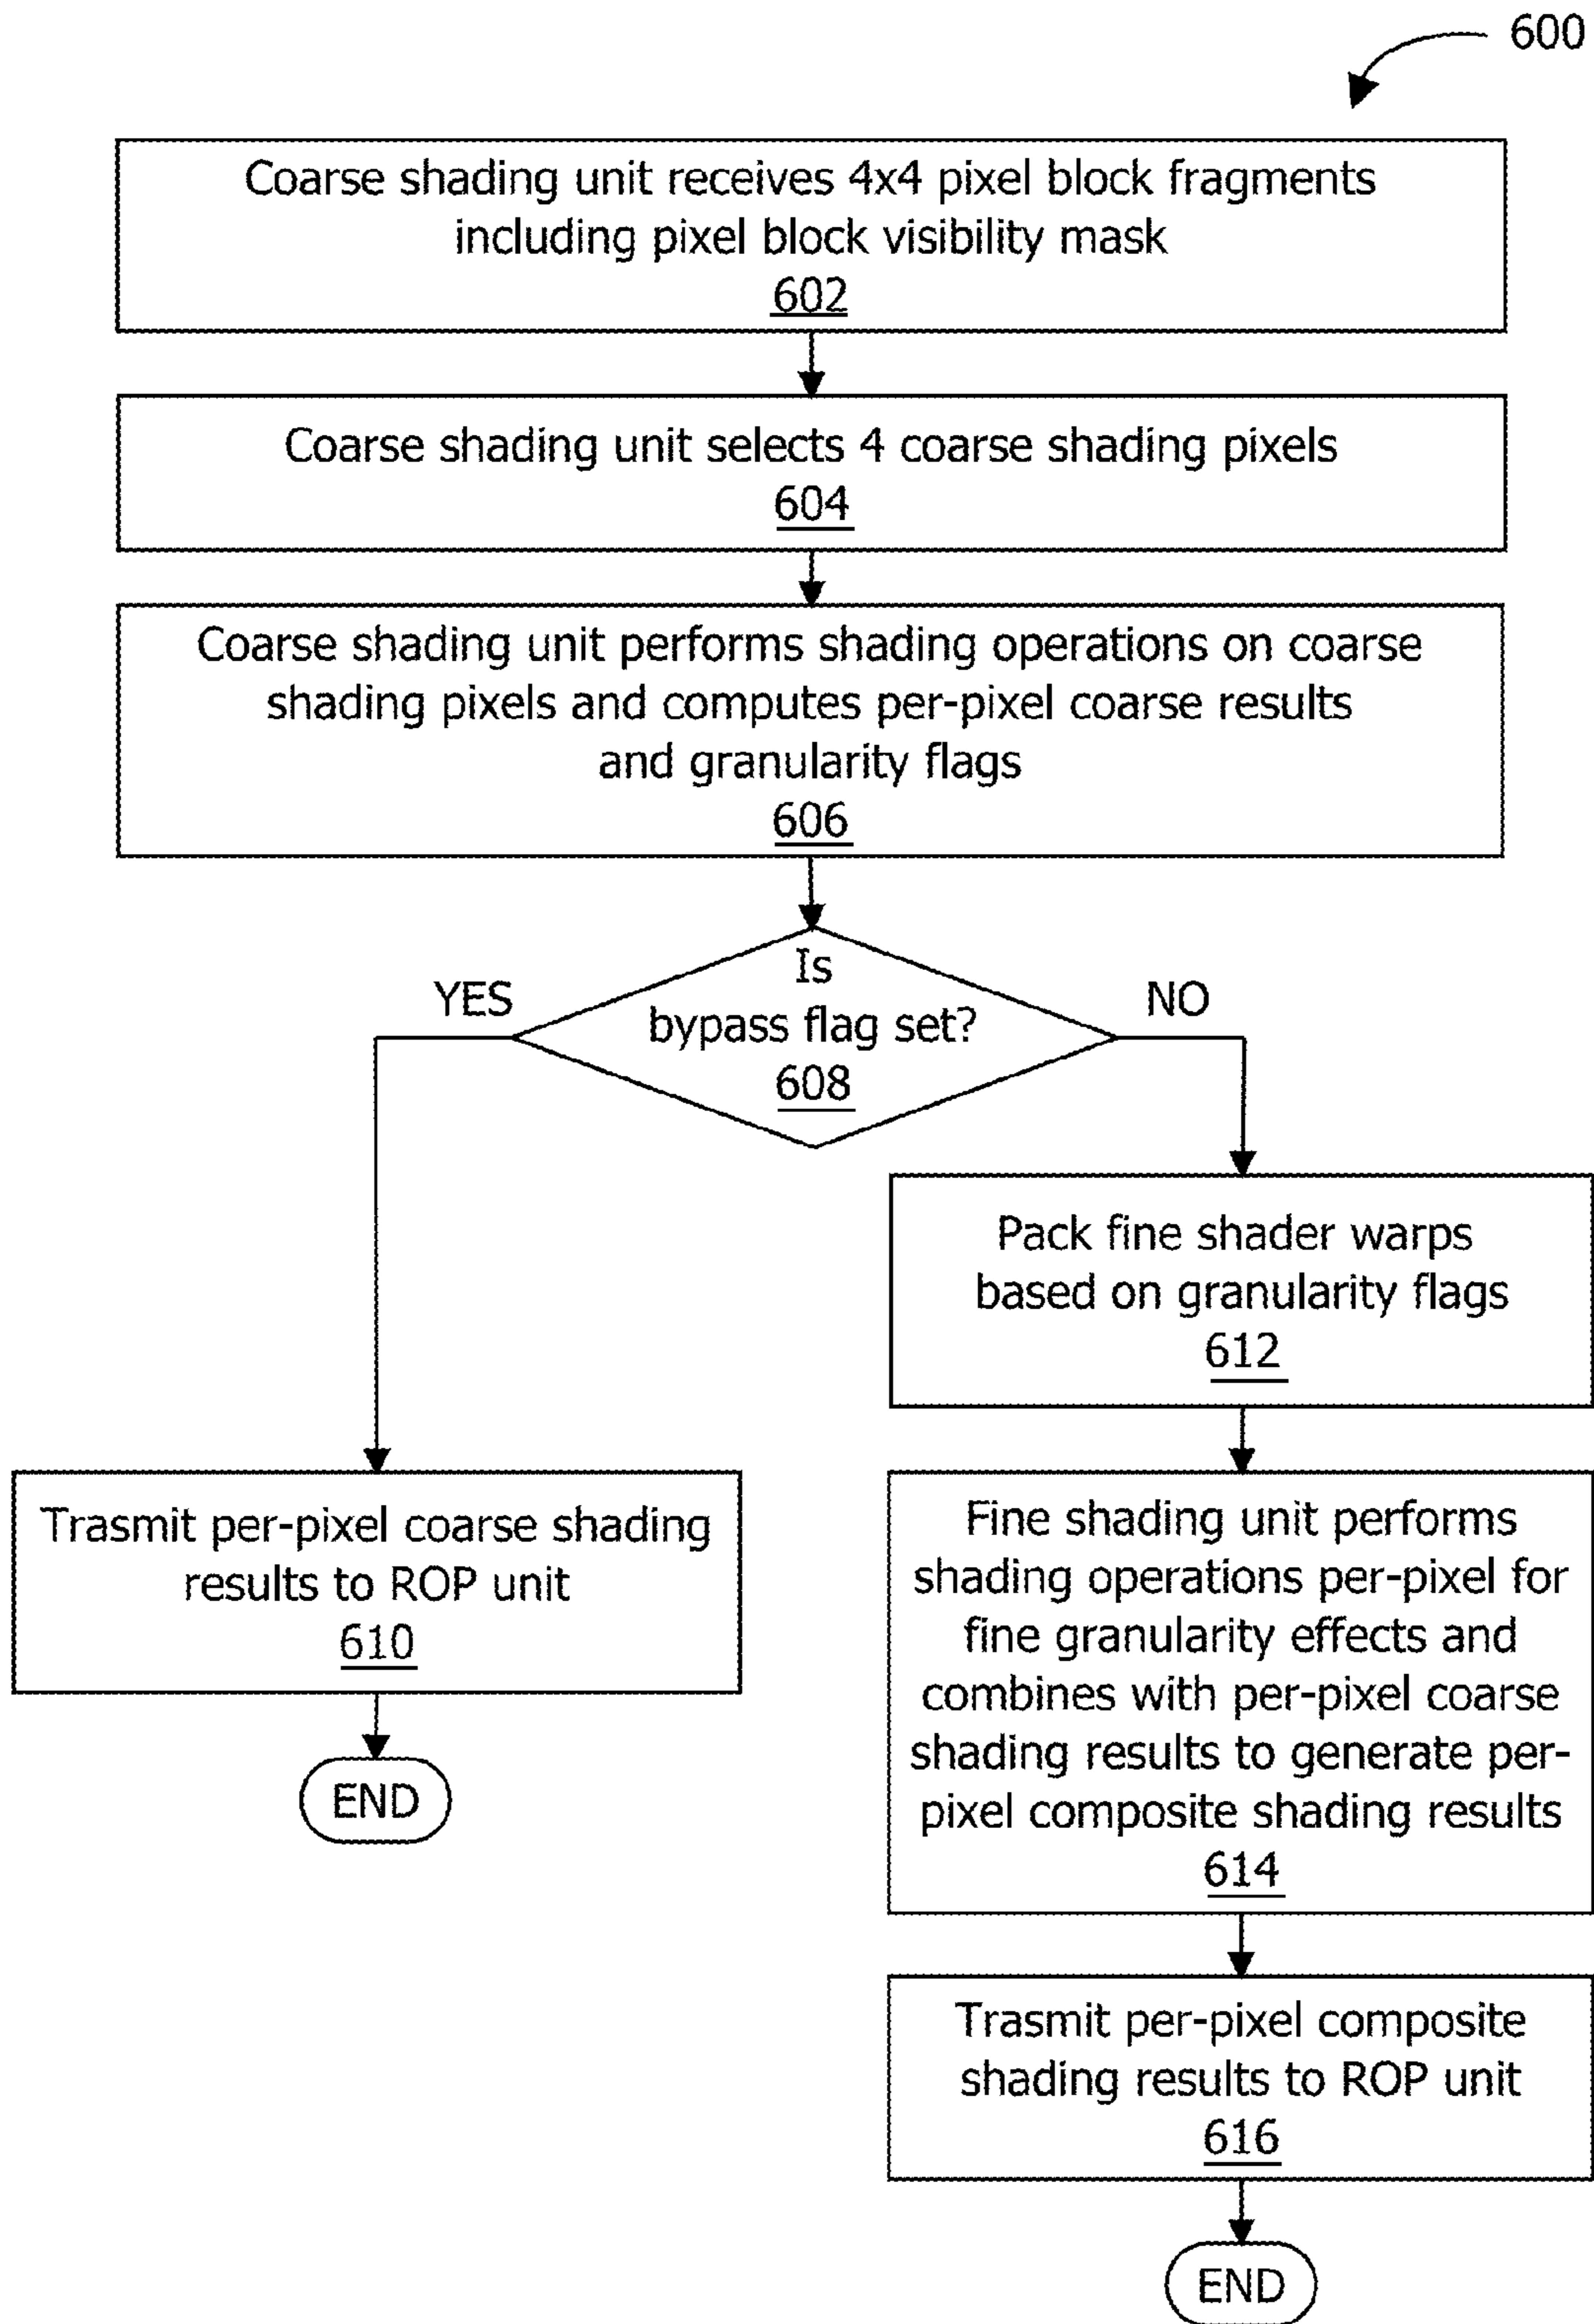 600
Coarse shading unit receives 4x4 pixel block fragments
including pixel block visibility mask
602
Coarse shading unit selects 4 coarse shading pixels
604
Coarse shading unit performs shading operations on coarse
shading pixels and computes per-pixel coarse results
and granularity flags
606
Is
bypass flag set?
608
YES
NO
Pack fine shader warps
based on granularity flags
612
Trasmit per-pixel coarse shading
results to ROP unit
610
END
Fine shading unit performs
shading operations per-pixel for
fine granularity effects and
combines with per-pixel coarse
shading results to generate per-
pixel composite shading results
614
Trasmit per-pixel composite
shading results to ROP unit
616
END